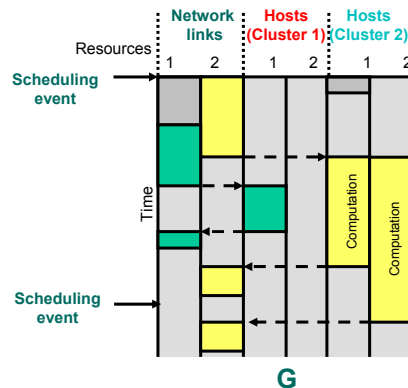 Network links
Hosts (Cluster 1)
Hosts (Cluster 2)
Resources
1 2 1 2 1 2
Scheduling event
Time
Computation
Computation
Scheduling event
G